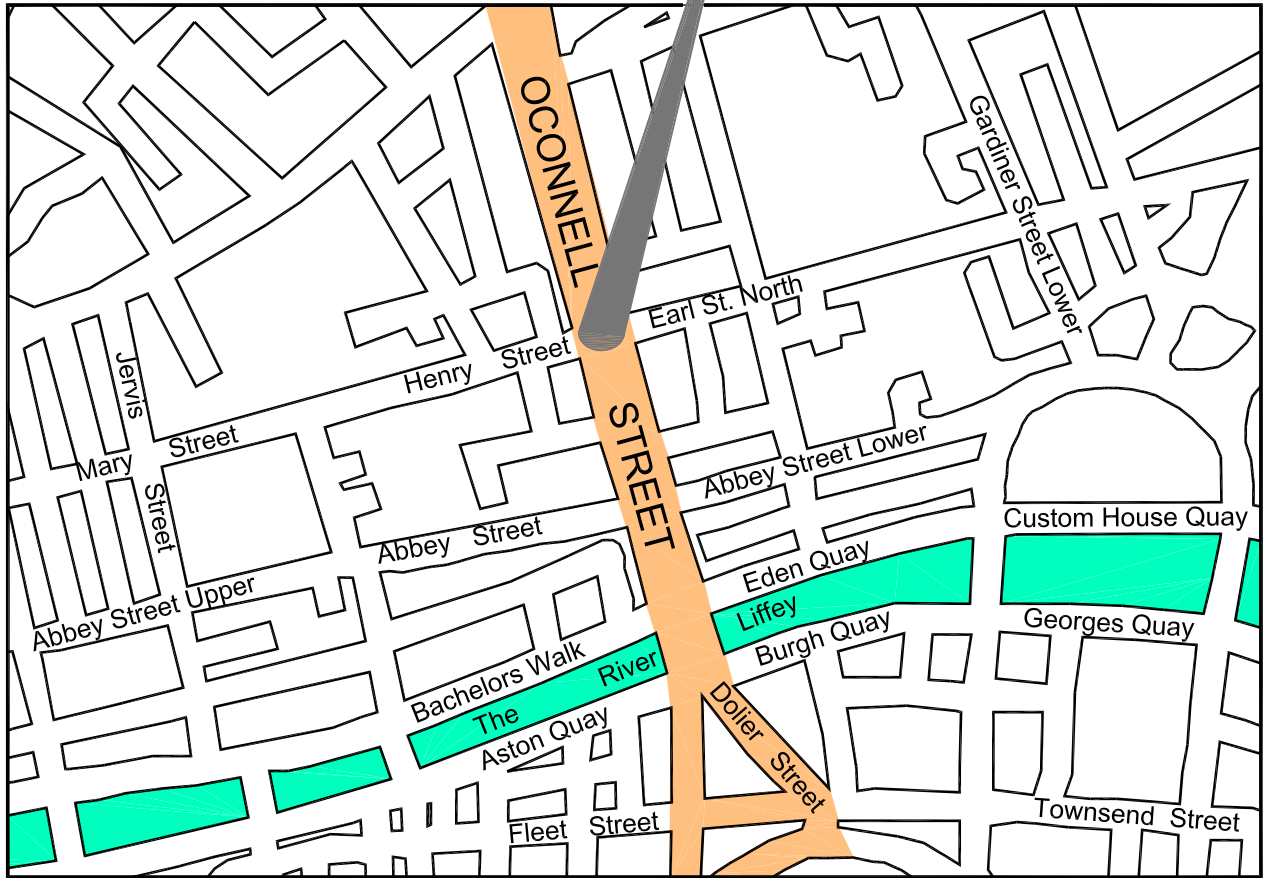 OCONNELL
STREET
Gardiner Street Lower
Earl St. North
Henry Street
Jervis
Street
Mary Street
Abbey Street Lower
Custom House Quay
Abbey Street
Eden Quay
Abbey Street Upper
The River Liffey
Georges Quay
Burgh Quay
Bachelors Walk
Aston Quay
Dolier Street
Fleet Street
Townsend Street